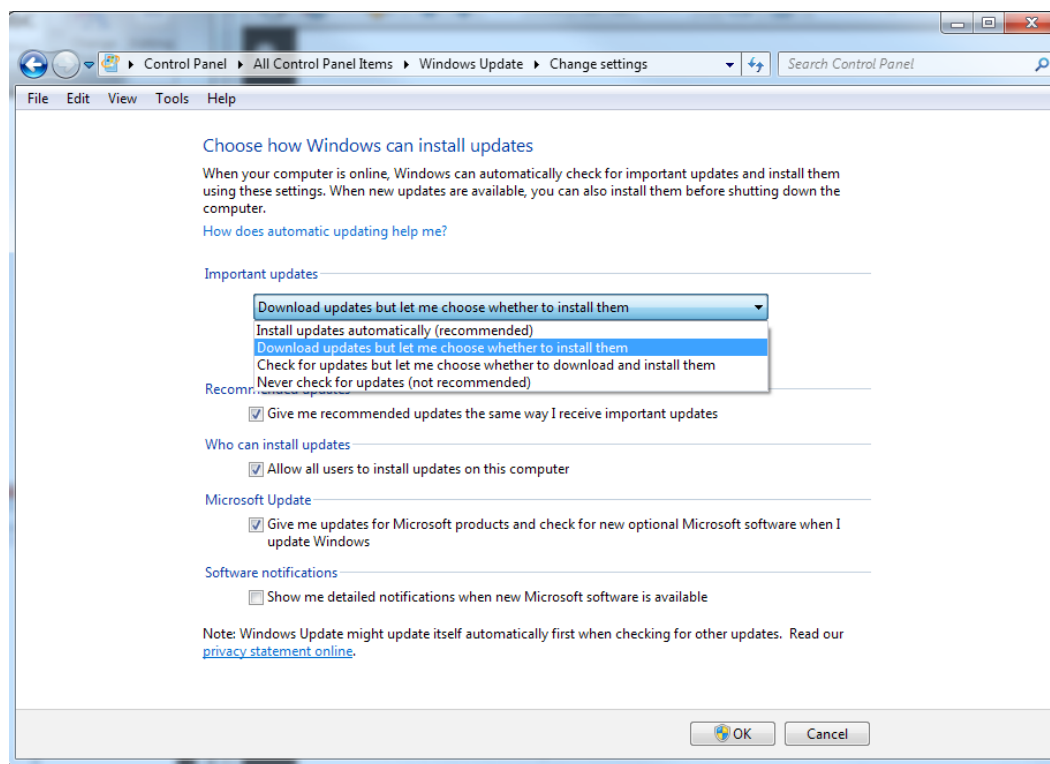 Control Panel ▸ All Control Panel Items ▸ Windows Update ▸ Change settings
Search Control Panel
File Edit View Tools Help
Choose how Windows can install updates
When your computer is online, Windows can automatically check for important updates and install them
using these settings. When new updates are available, you can also install them before shutting down the
computer.
How does automatic updating help me?
Important updates
Download updates but let me choose whether to install them
Install updates automatically (recommended)
Download updates but let me choose whether to install them
Check for updates but let me choose whether to download and install them
Never check for updates (not recommended)
Recommended updates
Give me recommended updates the same way I receive important updates
Who can install updates
Allow all users to install updates on this computer
Microsoft Update
Give me updates for Microsoft products and check for new optional Microsoft software when I
update Windows
Software notifications
Show me detailed notifications when new Microsoft software is available
Note: Windows Update might update itself automatically first when checking for other updates. Read our
privacy statement online.
OK Cancel